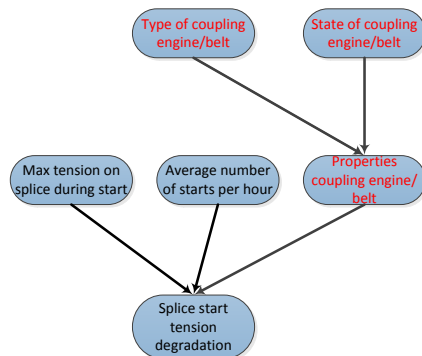 Type of coupling
engine/belt
State of coupling
engine/belt
Max tension on
splice during start
Average number
of starts per hour
Properties
coupling engine/
belt
Splice start
tension
degradation